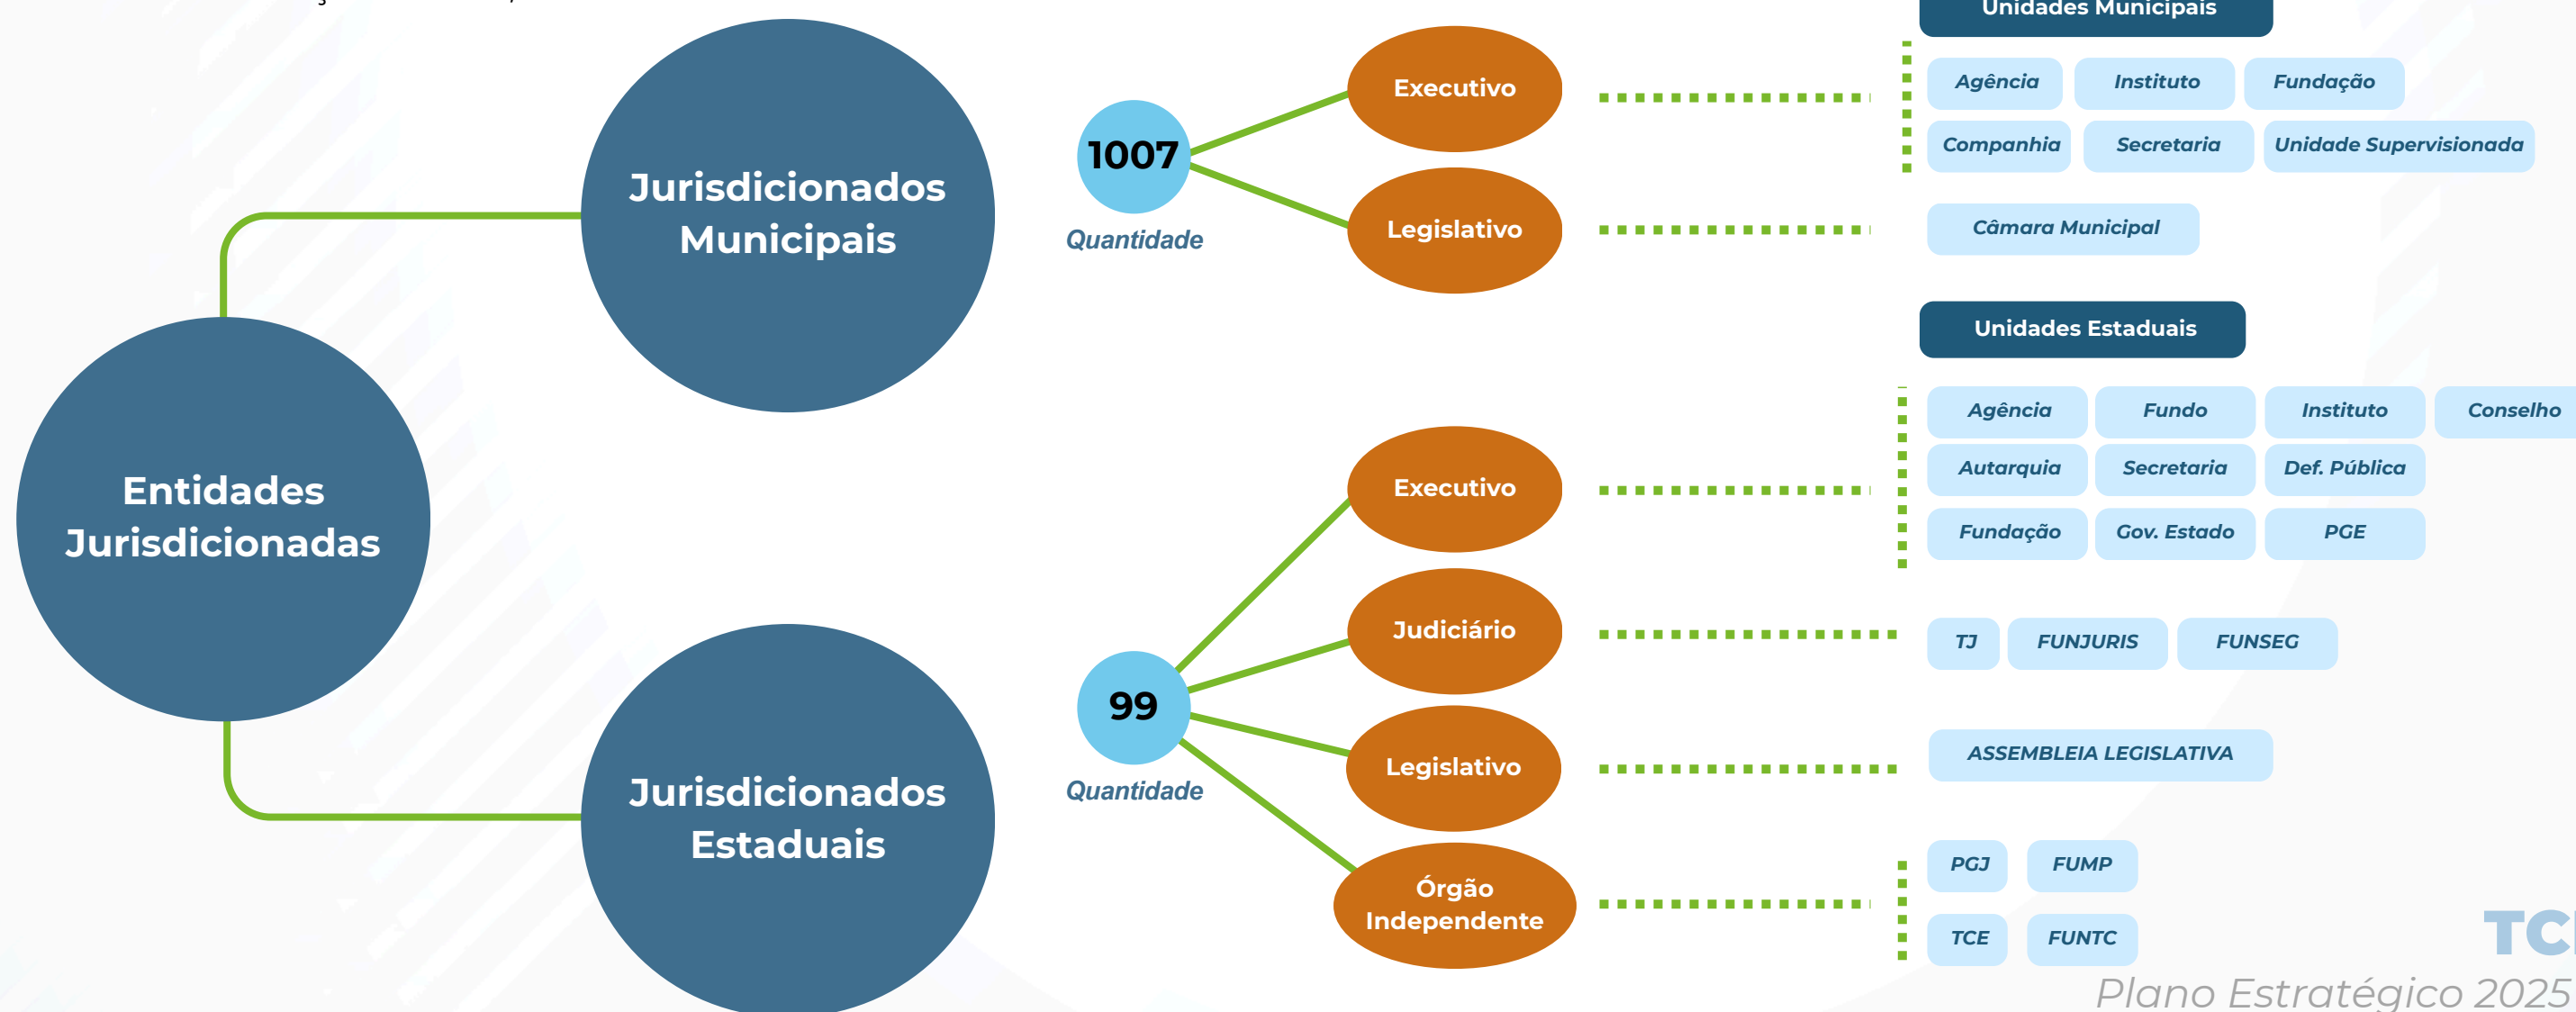 Entidades
Jurisdicionadas
Jurisdicionados
Municipais
1007
Quantidade
Executivo
Legislativo
Unidades Municipais
Agência Instituto Fundação
Companhia Secretaria Unidade Supervisionada
Câmara Municipal
Jurisdicionados
Estaduais
99
Quantidade
Executivo
Judiciário
Legislativo
Órgão
Independente
Unidades Estaduais
Agência Fundo Instituto Conselho
Autarquia Secretaria Def. Pública
Fundação Gov. Estado PGE
TJ FUNJURIS FUNSEG
ASSEMBLEIA LEGISLATIVA
PGJ FUMP
TCE FUNTC
Plano Estratégico 2025